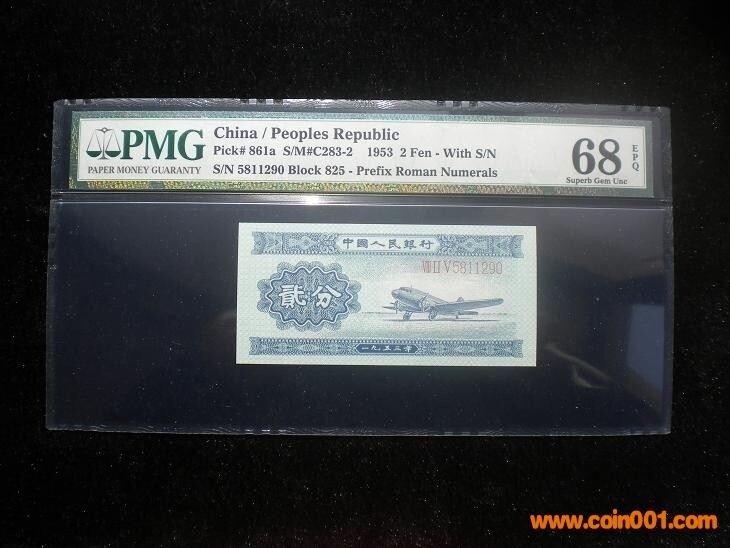 PMG
PAPER MONEY GUARANTY
China / Peoples Republic
Pick# 861a S/M#C283-2 1953 2 Fen - With S/N
S/N 5811290 Block 825 - Prefix Roman Numerals
68
EPQ
Superb Gem Unc
中國人民銀行
VIII II V 5811290
貳分
一九五三年
www.coin001.com